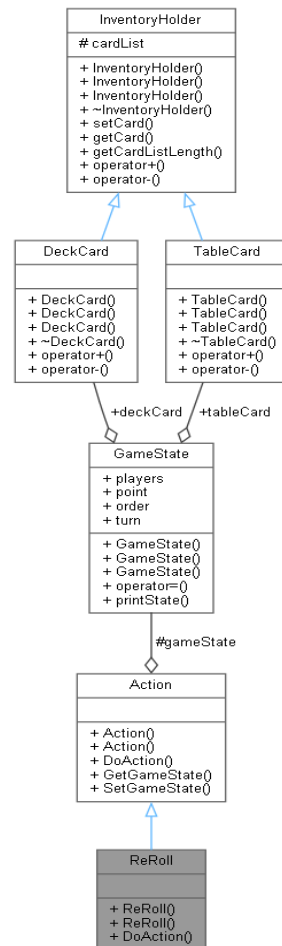 InventoryHolder
# cardList
+ InventoryHolder()
+ InventoryHolder()
+ InventoryHolder()
+ ~InventoryHolder()
+ setCard()
+ getCard()
+ getCardListLength()
+ operator+()
+ operator-()
DeckCard
+ DeckCard()
+ DeckCard()
+ DeckCard()
+ ~DeckCard()
+ operator+()
+ operator-()
TableCard
+ TableCard()
+ TableCard()
+ TableCard()
+ ~TableCard()
+ operator+()
+ operator-()
+deckCard
+tableCard
GameState
+ players
+ point
+ order
+ turn
+ GameState()
+ GameState()
+ GameState()
+ operator=()
+ printState()
#gameState
Action
+ Action()
+ Action()
+ DoAction()
+ GetGameState()
+ SetGameState()
ReRoll
+ ReRoll()
+ ReRoll()
+ DoAction()